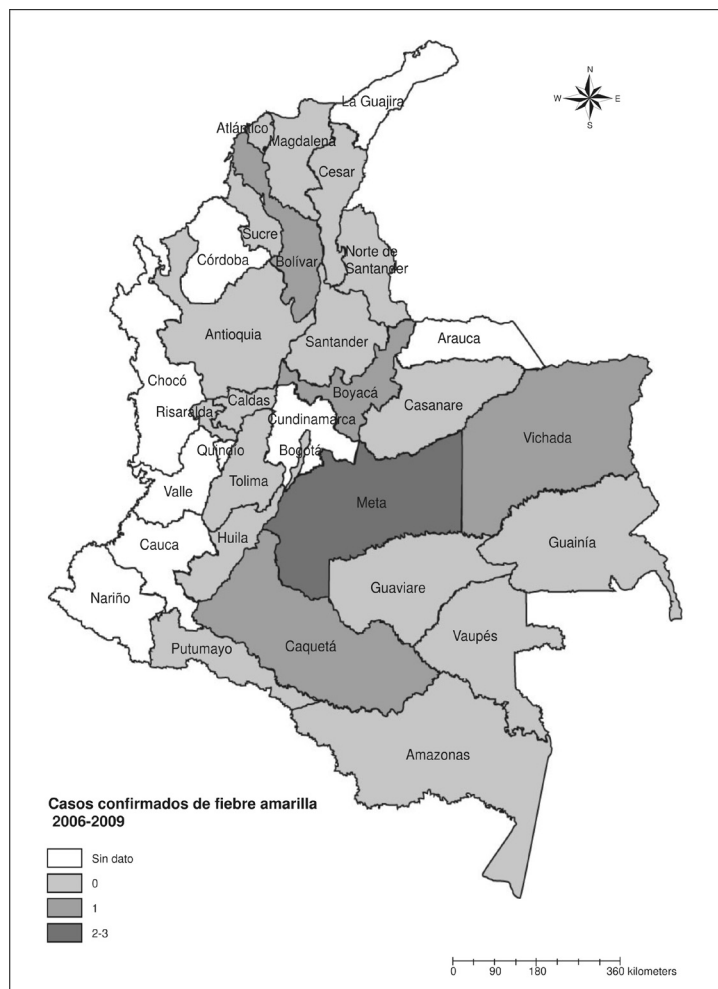 N
W E
S
La Guajira
Atlántico
Magdalena
Cesar
Sucre
Norte de
Santander
Córdoba
Bolívar
Antioquia
Santander
Arauca
Chocó
Boyacá
Caldas
Casanare
Risaralda
Cundinamarca
Vichada
Quindío
Bogotá
Tolima
Valle
Meta
Huila
Guainía
Cauca
Guaviare
Nariño
Vaupés
Putumayo
Caquetá
Amazonas
Casos confirmados de fiebre amarilla
2006-2009
Sin dato
0
1
2-3
0 90 180 360 kilometers